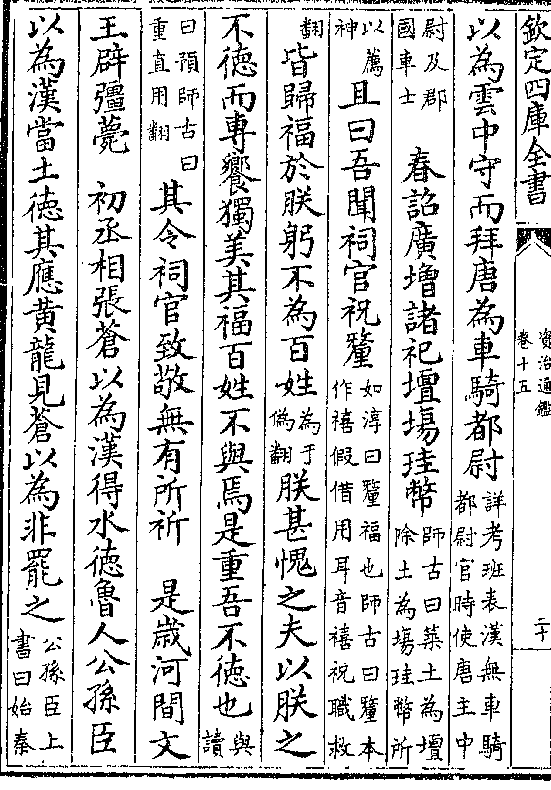 欽定四庫全書
資治通鑑
卷十五
二十
以為雲中守而拜唐為車騎都尉詳考班表漢無車騎都尉官時使唐主中
尉及郡國車士 春詔廣增諸祀壇場珪幣師古曰築土為壇除土為場珪幣所
以薦神且曰吾聞祠官祝釐如淳曰釐福也師古曰釐本作禧假借用耳音禧祝職救
翻皆歸福於朕躬不為百姓為于偽翻朕甚愧之夫以朕之
不德而專饗獨美其福百姓不與焉是重吾不德也與讀
曰預師古曰重直用翻其令祠官致敬無有所祈 是歲河間文
王辟彊薨 初丞相張蒼以為漢得水德魯人公孫臣
以為漢當土德其應黃龍見蒼以為非罷之公孫臣上書曰始秦